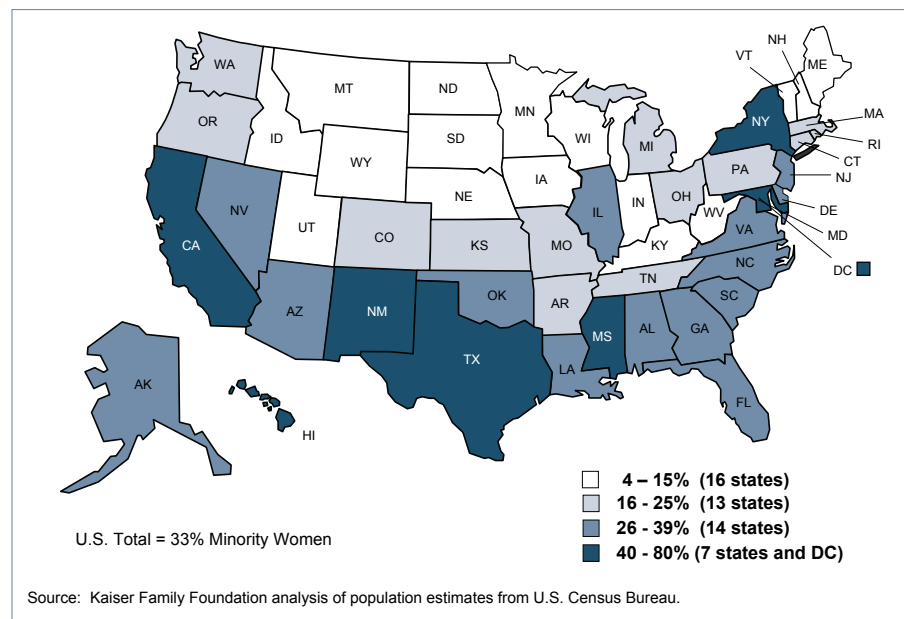 NH
VT
ME
WA
MT
ND
MN
OR
ID
SD
WI
MI
NY
MA
RI
CT
WY
IA
PA
NJ
NE
NV
UT
IL
IN
OH
DE
CA
CO
KS
MO
KY
WV
VA
MD
DC
NC
TN
AZ
NM
OK
AR
SC
MS
AL
GA
TX
LA
FL
AK
HI
4 – 15% (16 states)
16 - 25% (13 states)
26 - 39% (14 states)
40 - 80% (7 states and DC)
U.S. Total = 33% Minority Women
Source: Kaiser Family Foundation analysis of population estimates from U.S. Census Bureau.